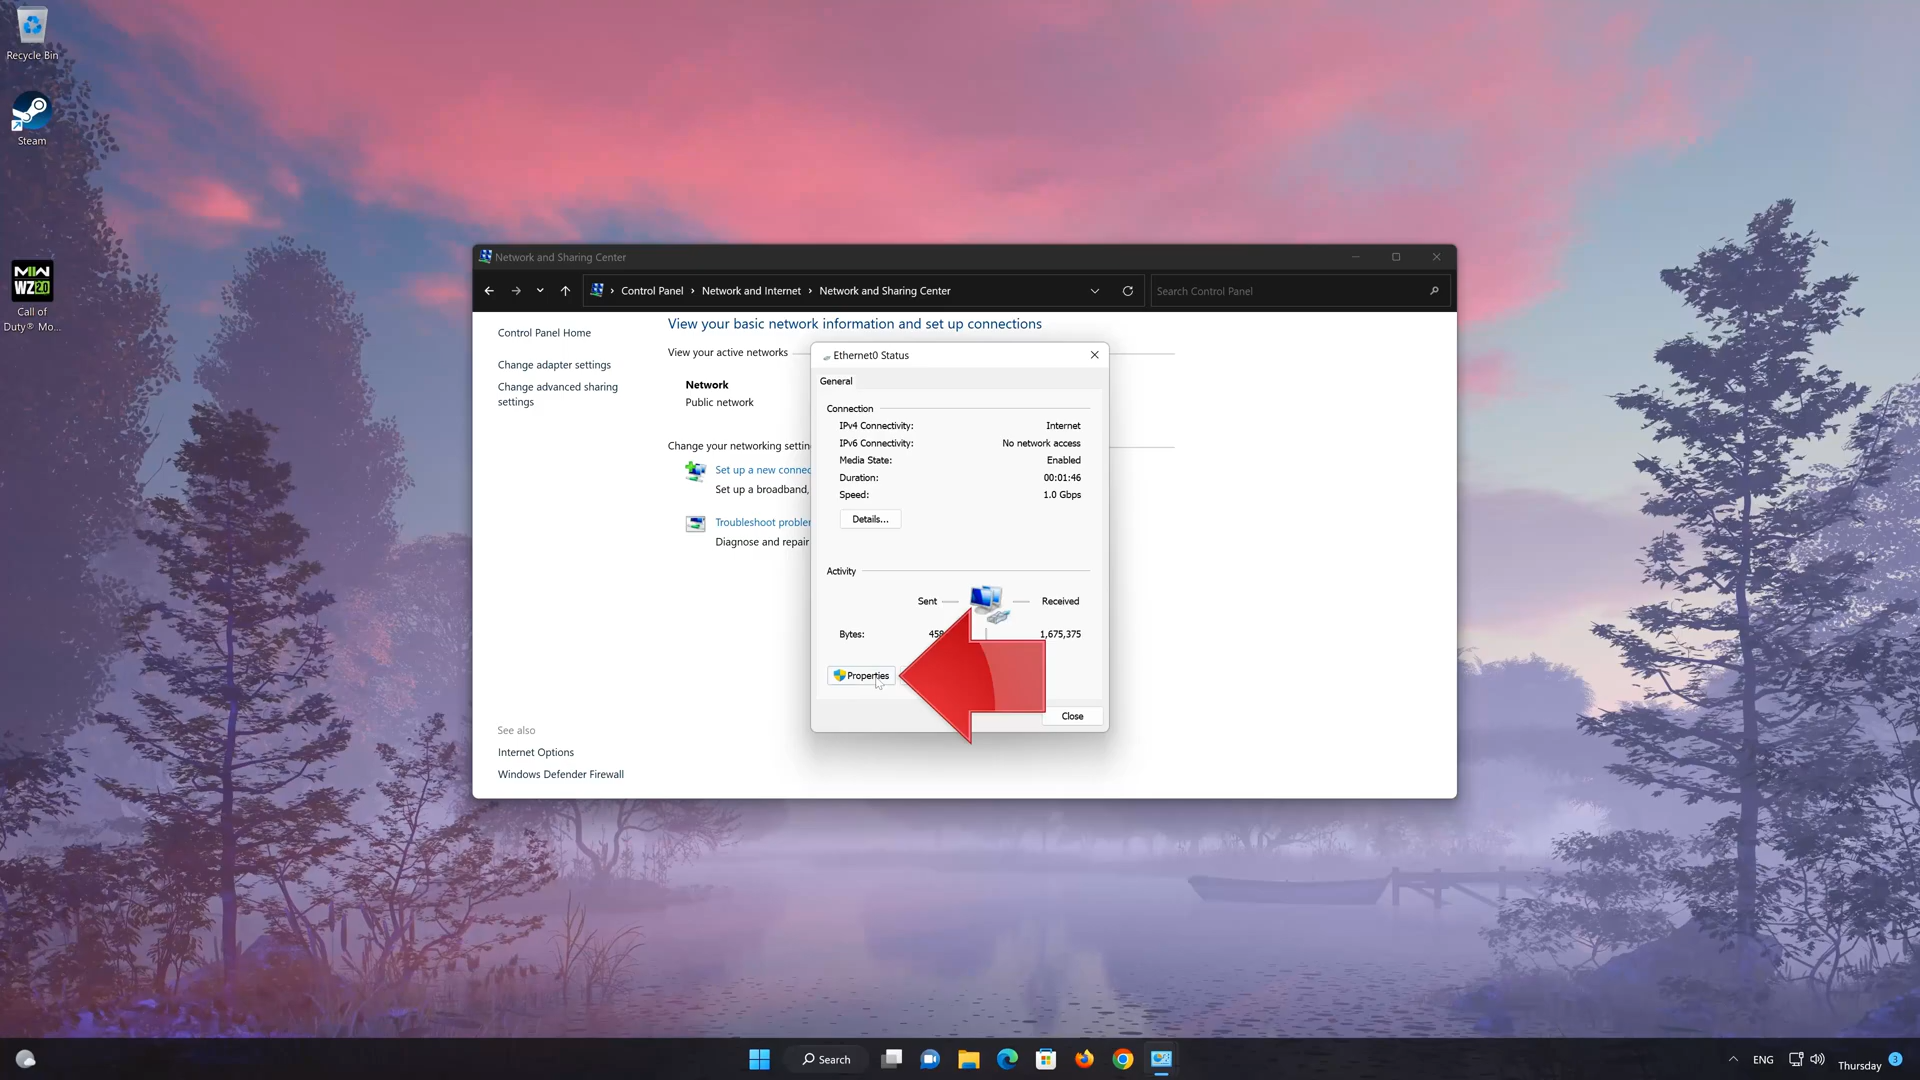 Recycle Bin
Steam
MW
WZ 2.0
Call of
Duty® Mo...
Network and Sharing Center
Control Panel › Network and Internet › Network and Sharing Center
Search Control Panel
Control Panel Home
Change adapter settings
Change advanced sharing
settings
See also
Internet Options
Windows Defender Firewall
View your basic network information and set up connections
View your active networks
Network
Public network
Change your networking settin
Set up a new connec
Set up a broadband,
Troubleshoot probler
Diagnose and repair
Ethernet0 Status
General
Connection
IPv4 Connectivity: Internet
IPv6 Connectivity: No network access
Media State: Enabled
Duration: 00:01:46
Speed: 1.0 Gbps
Details...
Activity
Sent Received
Bytes: 1,675,375
Properties
Close
Search
ENG
Thursday
3